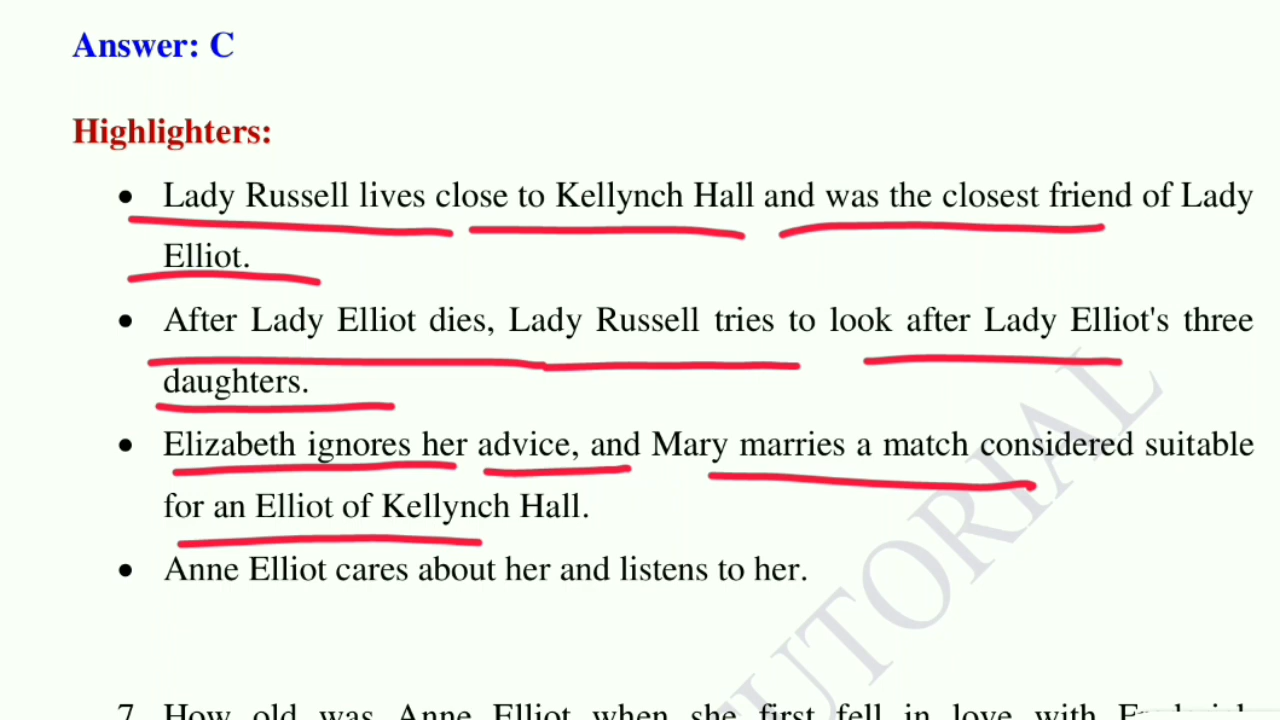 Answer: C
Highlighters:
• Lady Russell lives close to Kellynch Hall and was the closest friend of Lady
Elliot.
• After Lady Elliot dies, Lady Russell tries to look after Lady Elliot's three
daughters.
• Elizabeth ignores her advice, and Mary marries a match considered suitable
for an Elliot of Kellynch Hall.
• Anne Elliot cares about her and listens to her.
TUTORIAL
7. How old was Anne Elliot when she first fell in love with Frederick